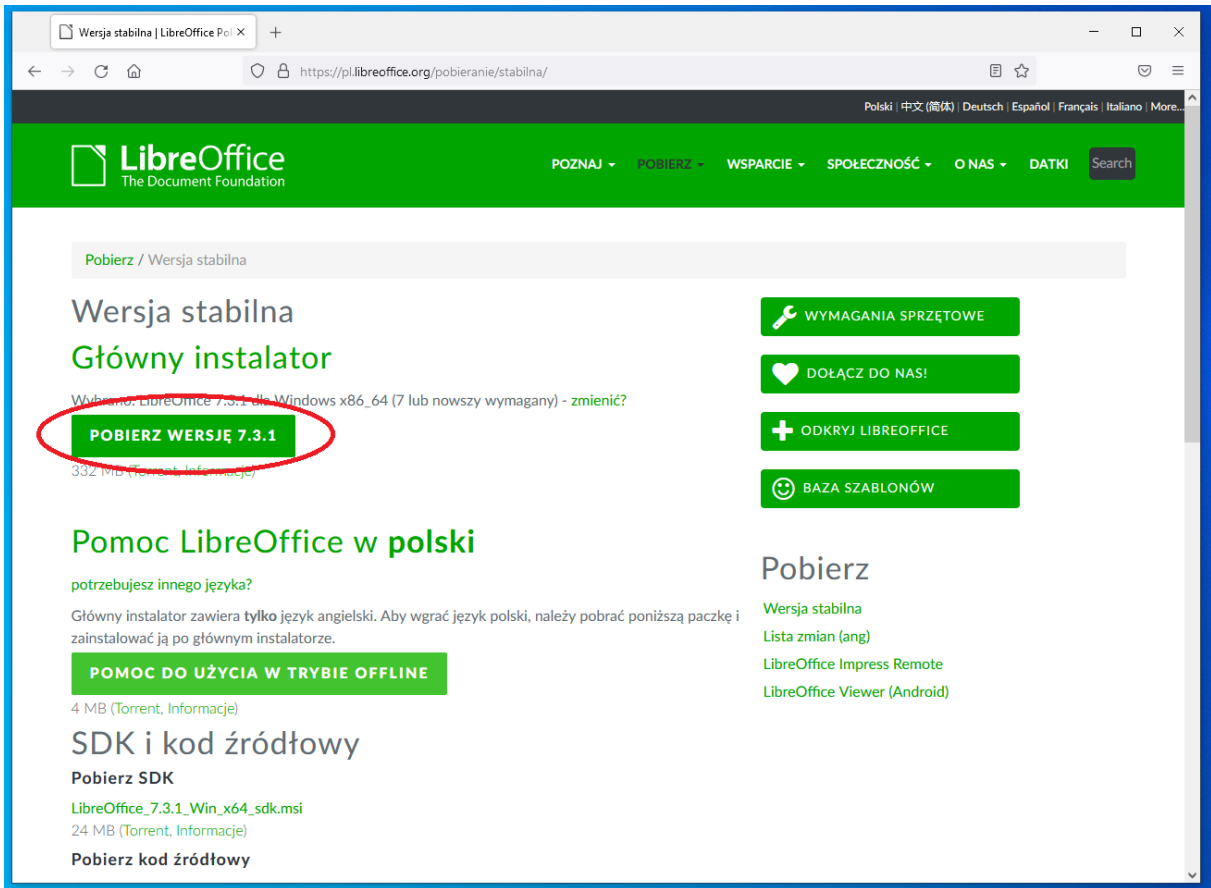 Wersja stabilna | LibreOffice Pol
https://pl.libreoffice.org/pobieranie/stabilna/
Polski | 中文 (简体) | Deutsch | Español | Français | Italiano | More...
LibreOffice
The Document Foundation
POZNAJ
POBIERZ
WSPARCIE
SPOŁECZNOŚĆ
O NAS
DATKI
Search
Pobierz / Wersja stabilna
Wersja stabilna
Główny instalator
Wybrano: LibreOffice 7.3.1 dla Windows x86_64 (7 lub nowszy wymagany) - zmienić?
POBIERZ WERSJĘ 7.3.1
332 MB (Torrent, Informacje)
Pomoc LibreOffice w polski
potrzebujesz innego języka?
Główny instalator zawiera tylko język angielski. Aby wgrać język polski, należy pobrać poniższą paczkę i
zainstalować ją po głównym instalatorze.
POMOC DO UŻYCIA W TRYBIE OFFLINE
4 MB (Torrent, Informacje)
SDK i kod źródłowy
Pobierz SDK
LibreOffice_7.3.1_Win_x64_sdk.msi
24 MB (Torrent, Informacje)
Pobierz kod źródłowy
WYMAGANIA SPRZĘTOWE
DOŁĄCZ DO NAS!
ODKRYJ LIBREOFFICE
BAZA SZABLONÓW
Pobierz
Wersja stabilna
Lista zmian (ang)
LibreOffice Impress Remote
LibreOffice Viewer (Android)